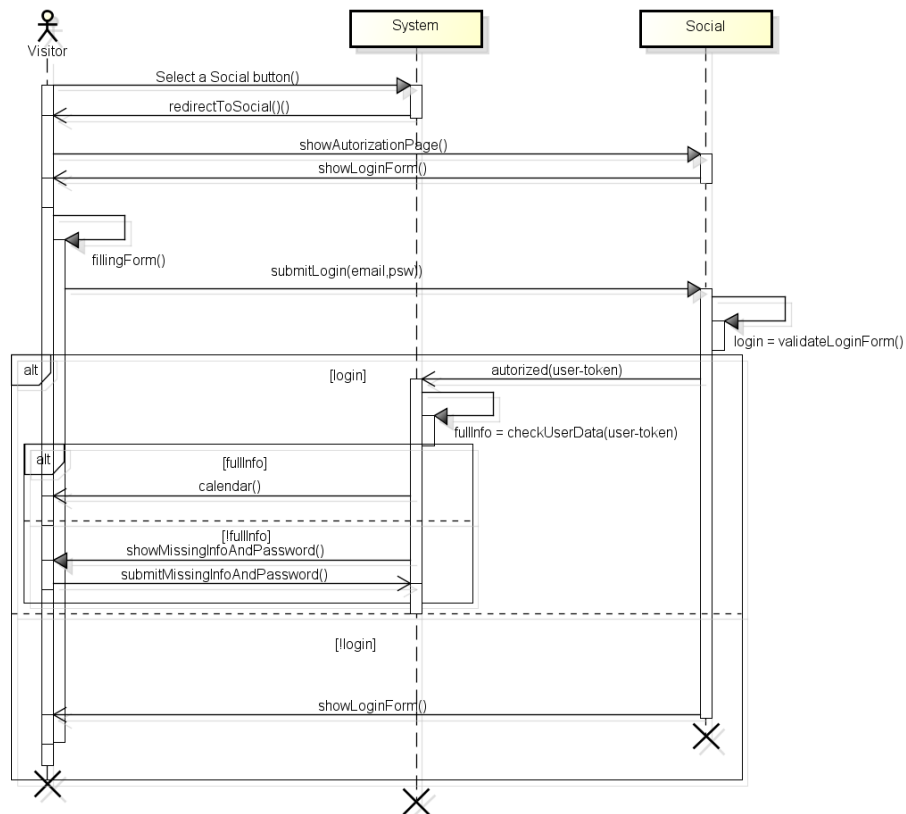 System
Social
Visitor
Select a Social button()
redirectToSocial()()
showAutorizationPage()
showLoginForm()
fillingForm()
submitLogin(email,psw))
login = validateLoginForm()
alt
[login]
autorized(user-token)
fullInfo = checkUserData(user-token)
alt
[fullInfo]
calendar()
[!fullInfo]
showMissingInfoAndPassword()
submitMissingInfoAndPassword()
[!login]
showLoginForm()